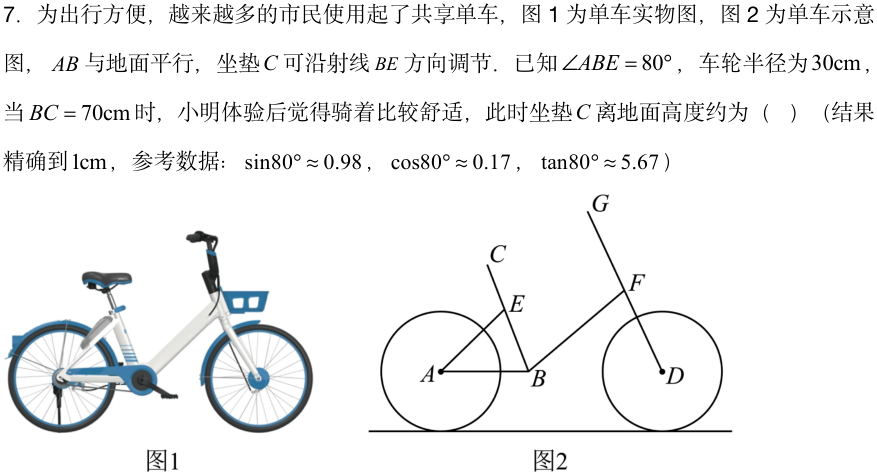 7. 为出行方便，越来越多的市民使用起了共享单车，图 1 为单车实物图，图 2 为单车示意
图， AB 与地面平行，坐垫 C 可沿射线 BE 方向调节．已知 ∠ABE = 80°，车轮半径为 30cm，
当 BC = 70cm 时，小明体验后觉得骑着比较舒适，此时坐垫 C 离地面高度约为（ ）（结果
精确到 1cm，参考数据： sin80° ≈ 0.98， cos80° ≈ 0.17， tan80° ≈ 5.67）
G
C
F
E
A
B
D
图1
图2